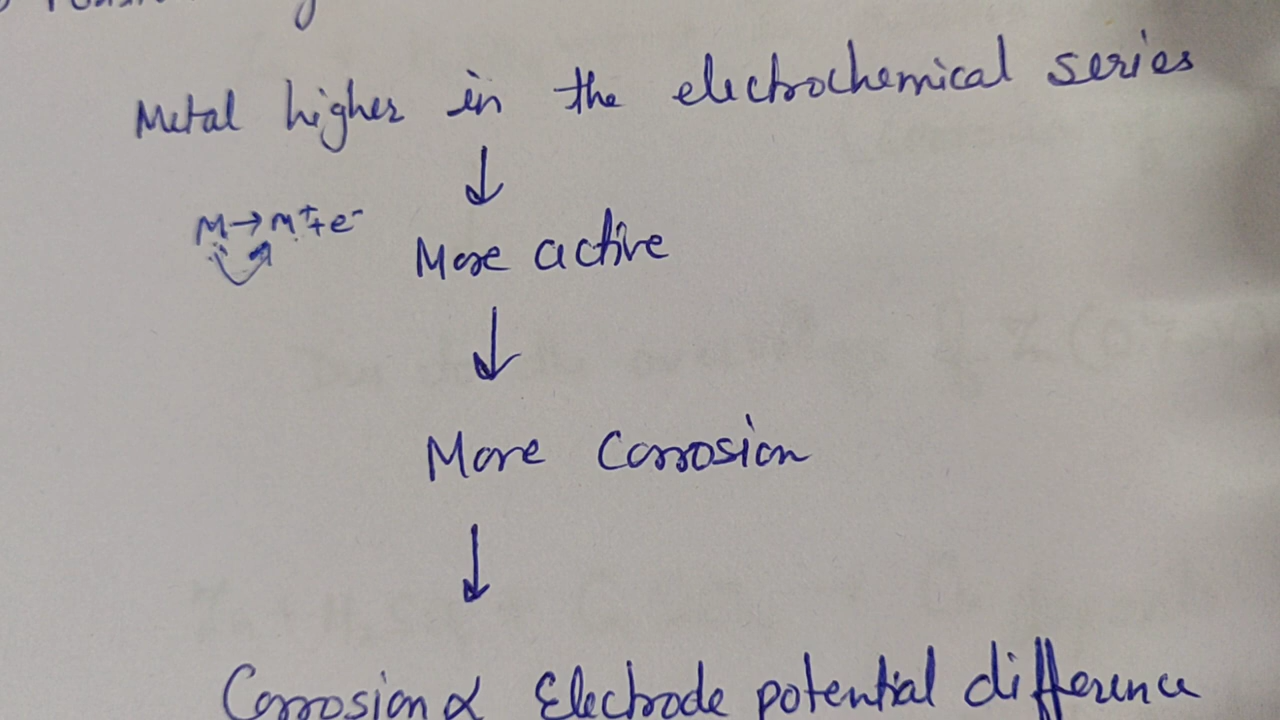 Metal higher in the electrochemical series
↓
M→M⁺+e⁻
More active
↓
More Corrosion
↓
Corrosion ∝ Electrode potential difference